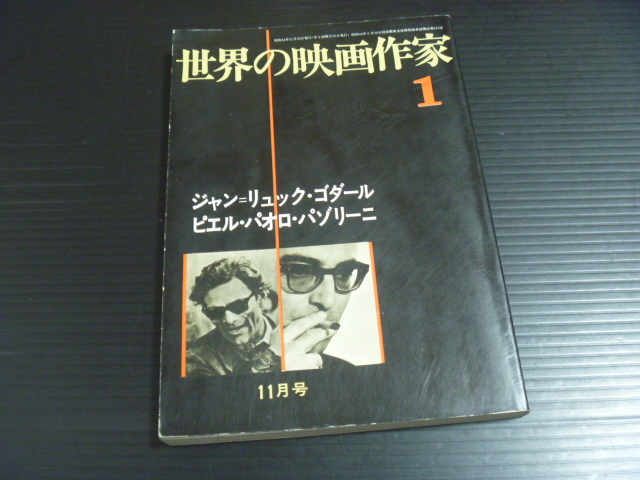 世界の映画作家
1
ジャン=リュック・ゴダール
ピエル・パオロ・パゾリーニ
11月号